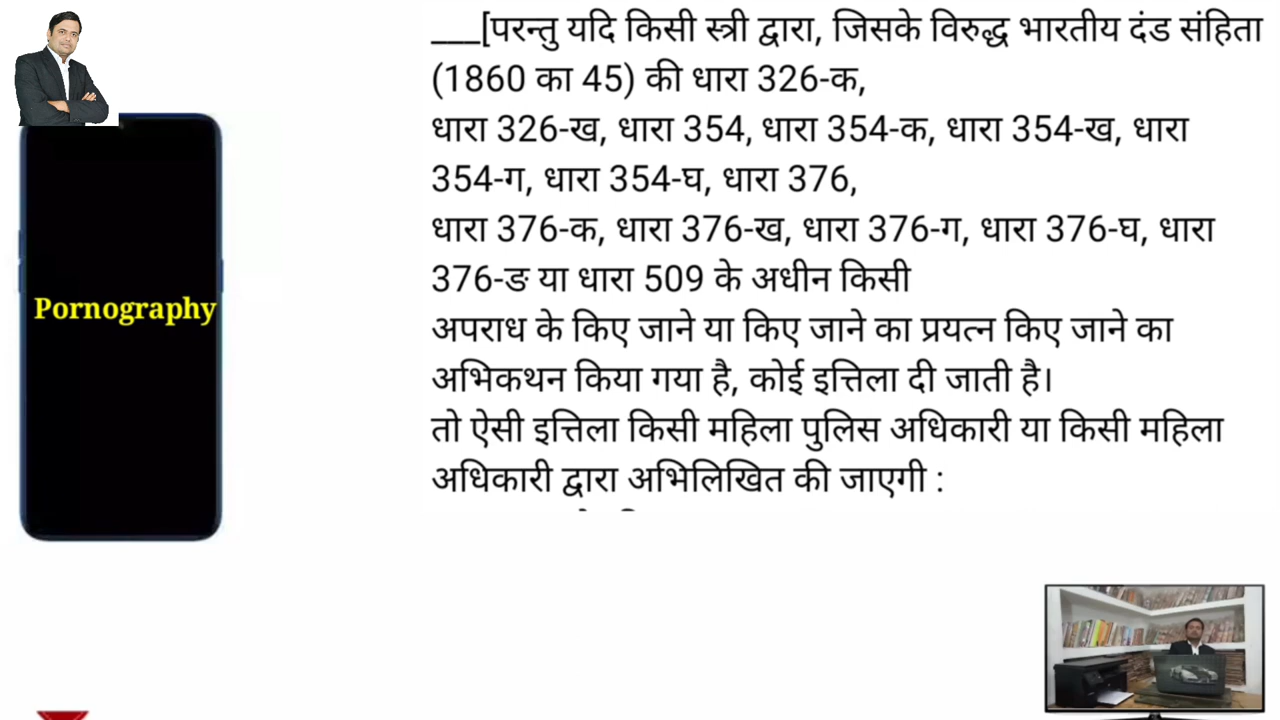 ___[परन्तु यदि किसी स्त्री द्वारा, जिसके विरुद्ध भारतीय दंड संहिता
(1860 का 45) की धारा 326-क,
धारा 326-ख, धारा 354, धारा 354-क, धारा 354-ख, धारा
354-ग, धारा 354-घ, धारा 376,
धारा 376-क, धारा 376-ख, धारा 376-ग, धारा 376-घ, धारा
376-ङ या धारा 509 के अधीन किसी
अपराध के किए जाने या किए जाने का प्रयत्न किए जाने का
अभिकथन किया गया है, कोई इत्तिला दी जाती है।
तो ऐसी इत्तिला किसी महिला पुलिस अधिकारी या किसी महिला
अधिकारी द्वारा अभिलिखित की जाएगी :
Pornography